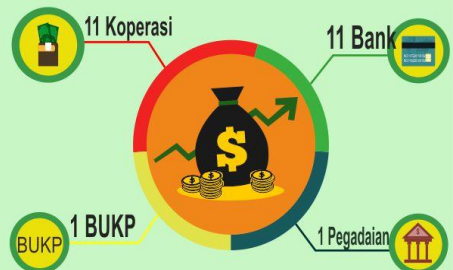 11 Koperasi
11 Bank
$
BUKP
1 BUKP
1 Pegadaian